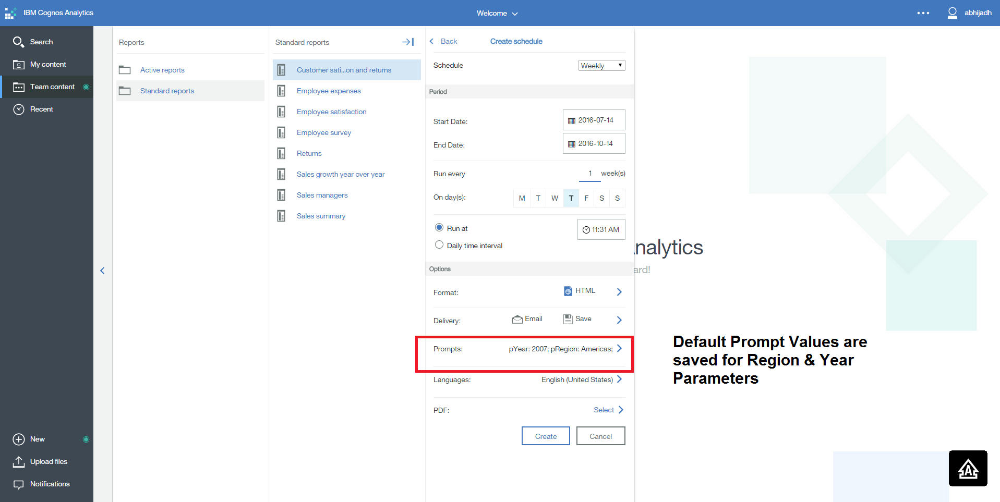 IBM Cognos Analytics
Welcome
abhijadh
Search
My content
Team content
Recent
New
Upload files
Notifications
Reports
Active reports
Standard reports
Standard reports
Customer sati...on and returns
Employee expenses
Employee satisfaction
Employee survey
Returns
Sales growth year over year
Sales managers
Sales summary
Back
Create schedule
Schedule
Weekly
Period
Start Date:
2016-07-14
End Date:
2016-10-14
Run every
1 week(s)
On day(s):
M T W T F S S
Run at
11:31 AM
Daily time interval
Options
Format:
HTML
Delivery:
Email
Save
Prompts:
pYear: 2007; pRegion: Americas;
Languages:
English (United States)
PDF:
Select
Create
Cancel
nalytics
ard!
Default Prompt Values are
saved for Region & Year
Parameters
A